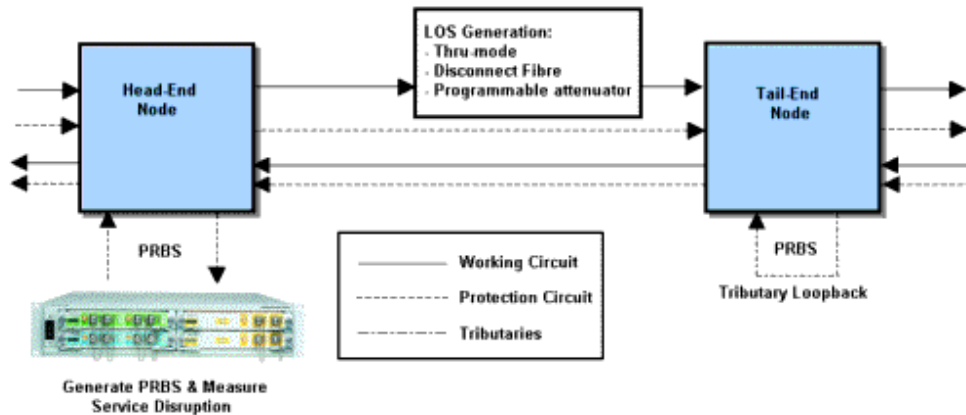 LOS Generation:
- Thru-mode
- Disconnect Fibre
- Programmable attenuator
Head-End
Node
Tail-End
Node
PRBS
PRBS
Tributary Loopback
Working Circuit
Protection Circuit
Tributaries
Generate PRBS & Measure
Service Disruption